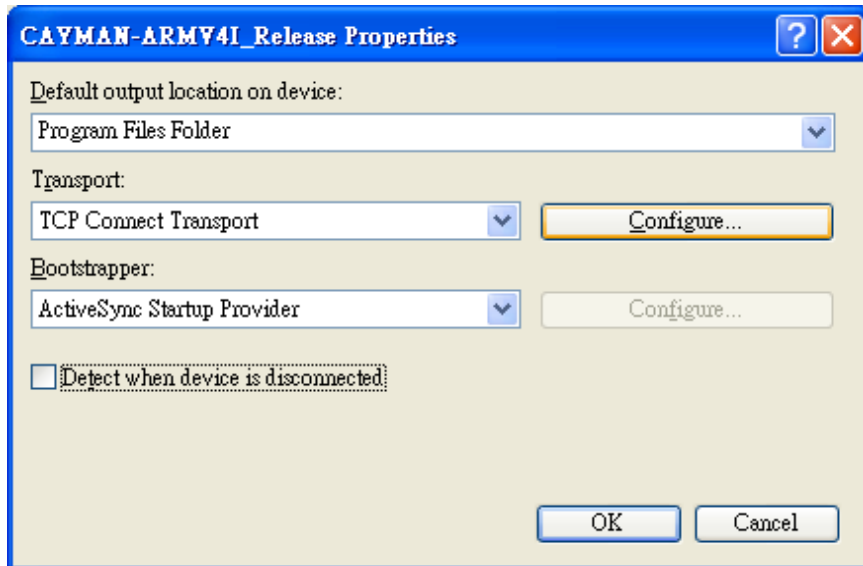 CAYMAN-ARMV4I_Release Properties
Default output location on device:
Program Files Folder
Transport:
TCP Connect Transport
Configure...
Bootstrapper:
ActiveSync Startup Provider
Configure...
Detect when device is disconnected
OK
Cancel